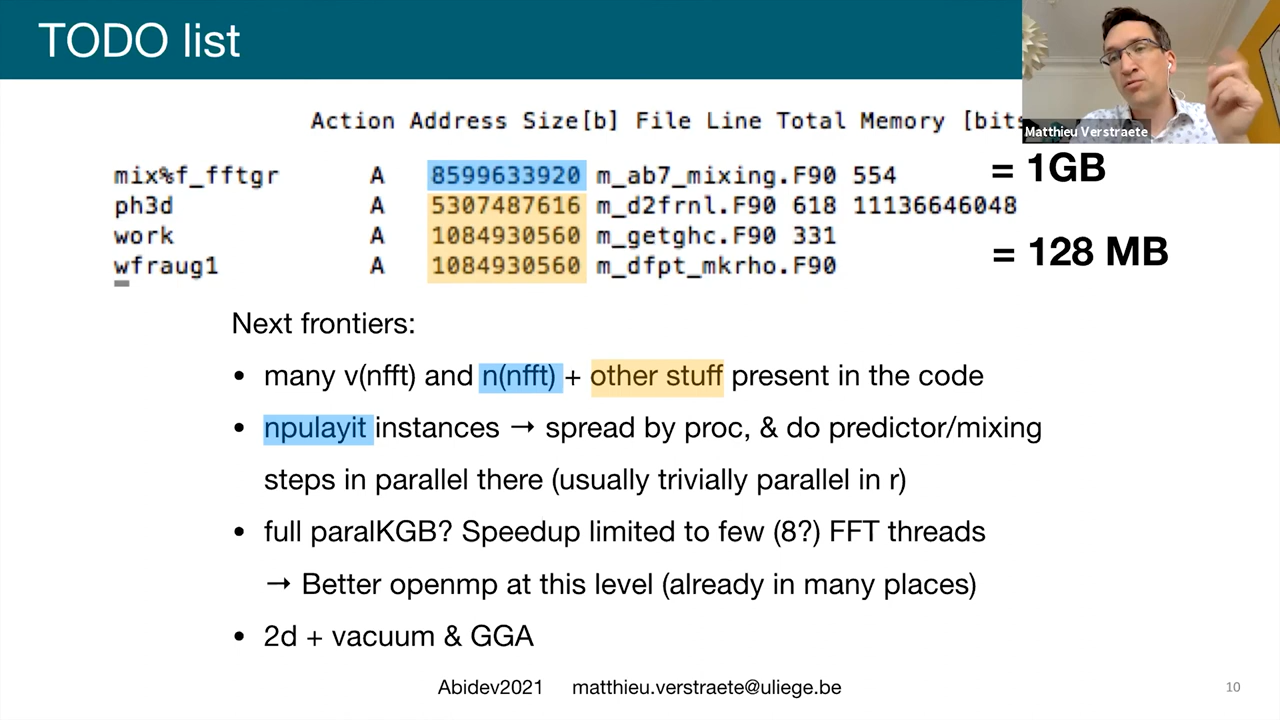 TODO list
Matthieu Verstraete
Action Address Size[b] File Line Total Memory [bits
mix%f_fftgr A 8599633920 m_ab7_mixing.F90 554 = 1GB
ph3d A 5307487616 m_d2frnl.F90 618 11136646048
work A 1084930560 m_getghc.F90 331 = 128 MB
wfraug1 A 1084930560 m_dfpt_mkrho.F90
Next frontiers:
• many v(nfft) and n(nfft) + other stuff present in the code
• npulayit instances → spread by proc, & do predictor/mixing
steps in parallel there (usually trivially parallel in r)
• full paralKGB? Speedup limited to few (8?) FFT threads
→ Better openmp at this level (already in many places)
• 2d + vacuum & GGA
Abidev2021 matthieu.verstraete@uliege.be 10